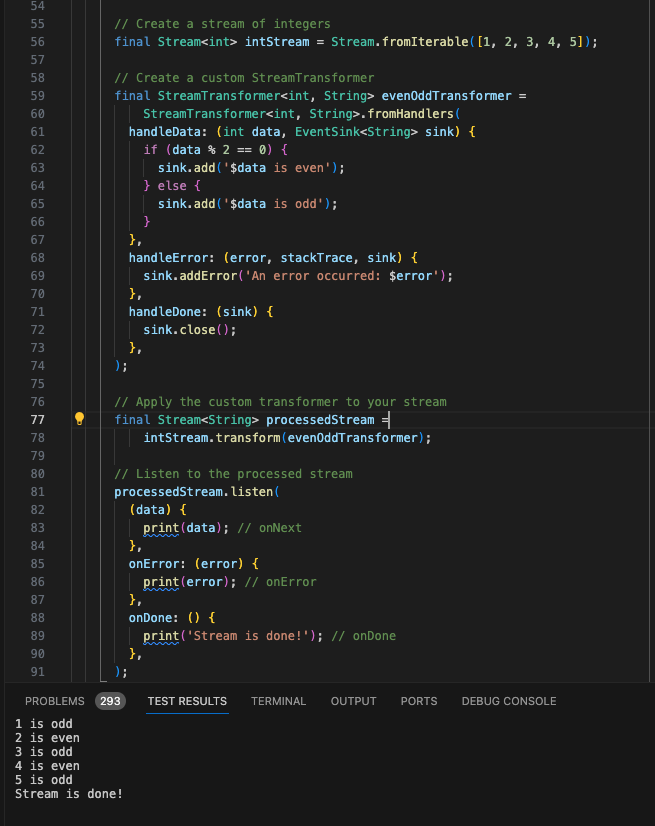 54
55 // Create a stream of integers
56 final Stream<int> intStream = Stream.fromIterable([1, 2, 3, 4, 5]);
57
58 // Create a custom StreamTransformer
59 final StreamTransformer<int, String> evenOddTransformer =
60 StreamTransformer<int, String>.fromHandlers(
61 handleData: (int data, EventSink<String> sink) {
62 if (data % 2 == 0) {
63 sink.add('$data is even');
64 } else {
65 sink.add('$data is odd');
66 }
67 },
68 handleError: (error, stackTrace, sink) {
69 sink.addError('An error occurred: $error');
70 },
71 handleDone: (sink) {
72 sink.close();
73 },
74 );
75
76 // Apply the custom transformer to your stream
77 final Stream<String> processedStream =
78 intStream.transform(evenOddTransformer);
79
80 // Listen to the processed stream
81 processedStream.listen(
82 (data) {
83 print(data); // onNext
84 },
85 onError: (error) {
86 print(error); // onError
87 },
88 onDone: () {
89 print('Stream is done!'); // onDone
90 },
91 );
PROBLEMS 293 TEST RESULTS TERMINAL OUTPUT PORTS DEBUG CONSOLE
1 is odd
2 is even
3 is odd
4 is even
5 is odd
Stream is done!